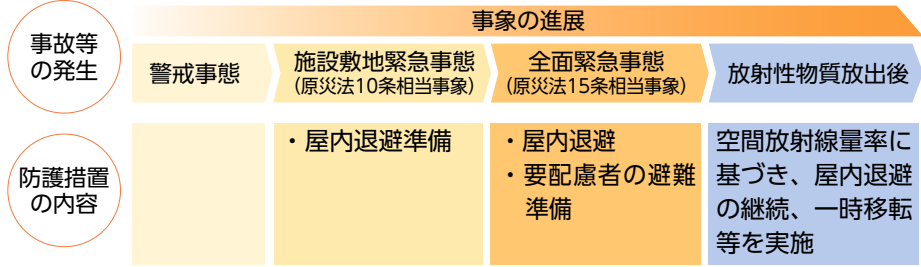 事故等
の発生
事象の進展
警戒事態
施設敷地緊急事態
(原災法10条相当事象)
全面緊急事態
(原災法15条相当事象)
放射性物質放出後
防護措置
の内容
・屋内退避準備
・屋内退避
・要配慮者の避難
準備
空間放射線量率に
基づき、屋内退避
の継続、一時移転
等を実施